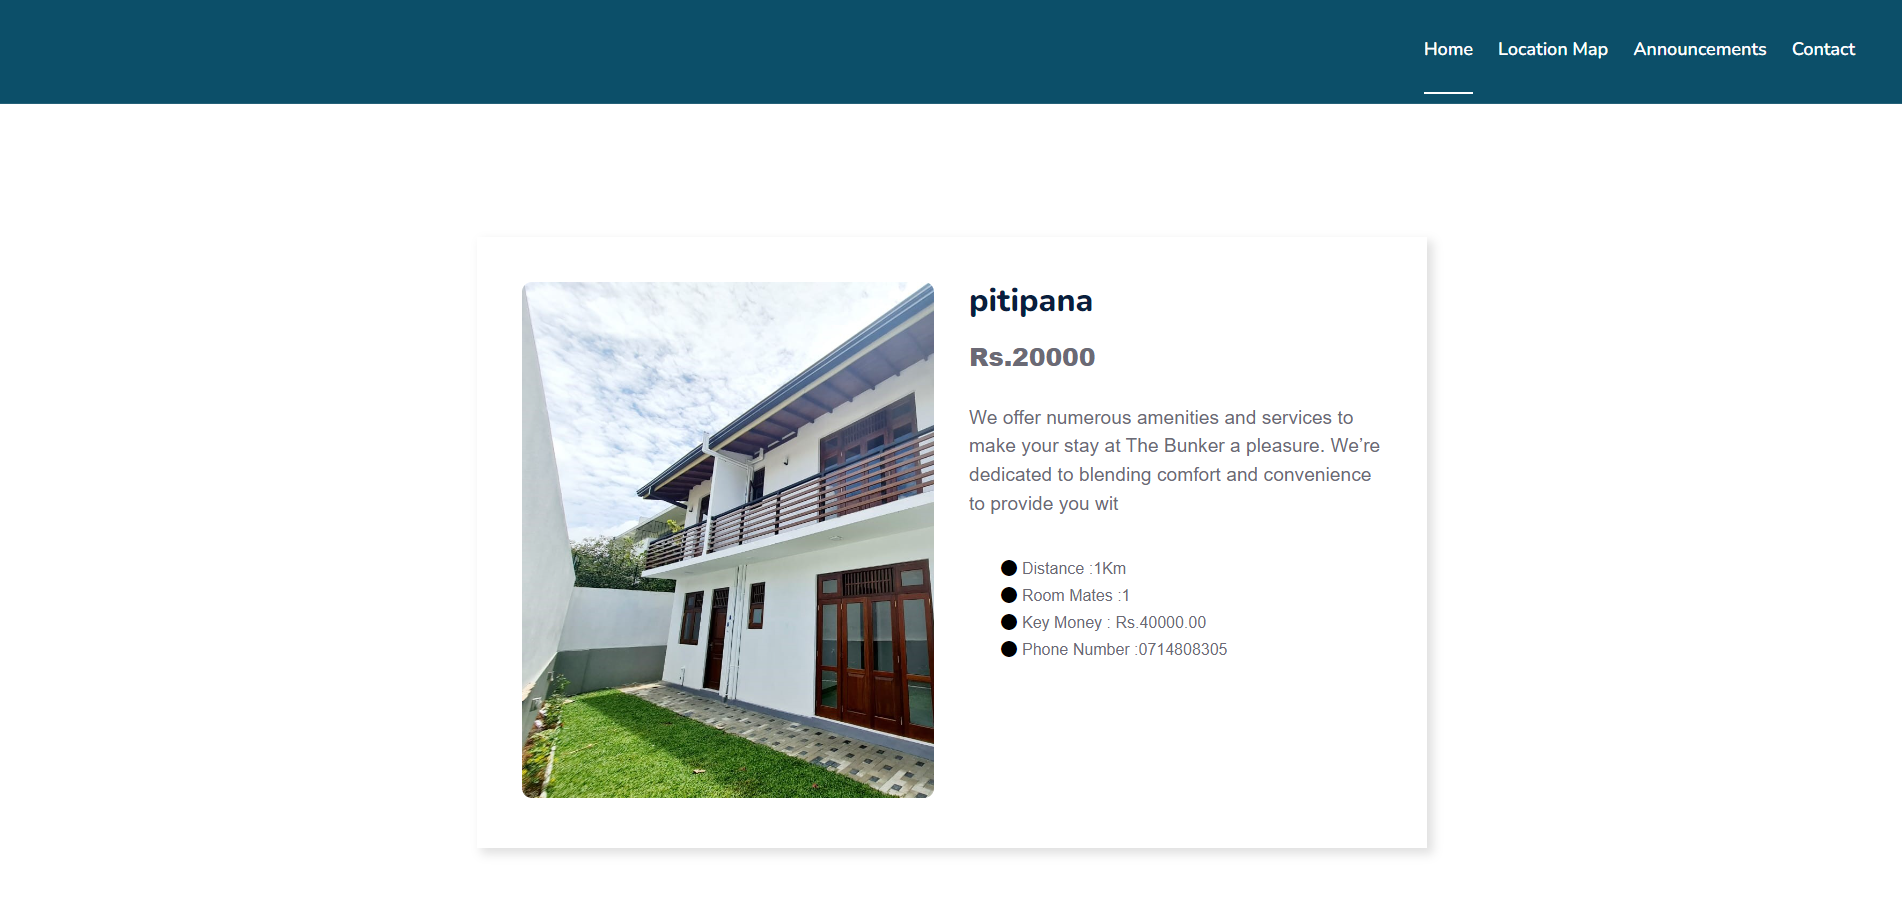 Home Location Map Announcements Contact
pitipana
Rs.20000
We offer numerous amenities and services to
make your stay at The Bunker a pleasure. We’re
dedicated to blending comfort and convenience
to provide you wit
Distance :1Km
Room Mates :1
Key Money : Rs.40000.00
Phone Number :0714808305